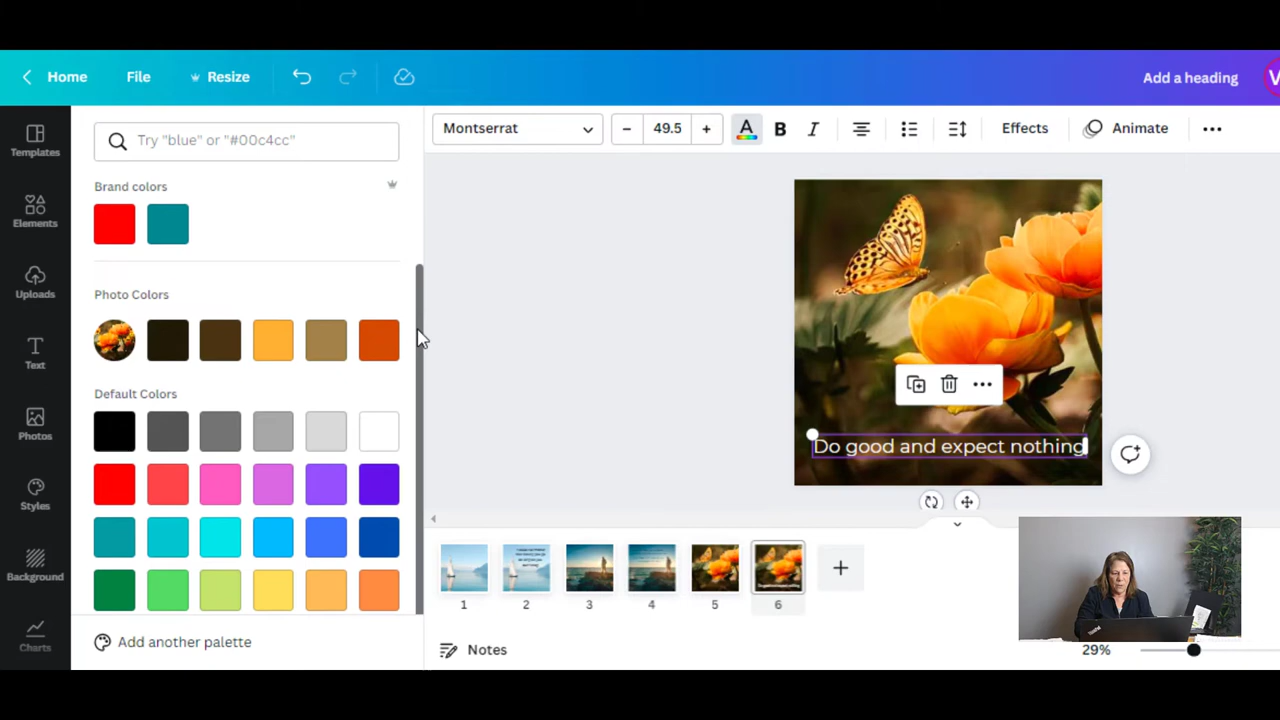 Home File Resize Add a heading V
Templates
Elements
Uploads
Text
Photos
Styles
Background
Charts
Try "blue" or "#00c4cc"
Brand colors
Photo Colors
Default Colors
Add another palette
Montserrat – 49.5 + A B I Effects Animate
Do good and expect nothing
1 2 3 4 5 6
Notes
29%